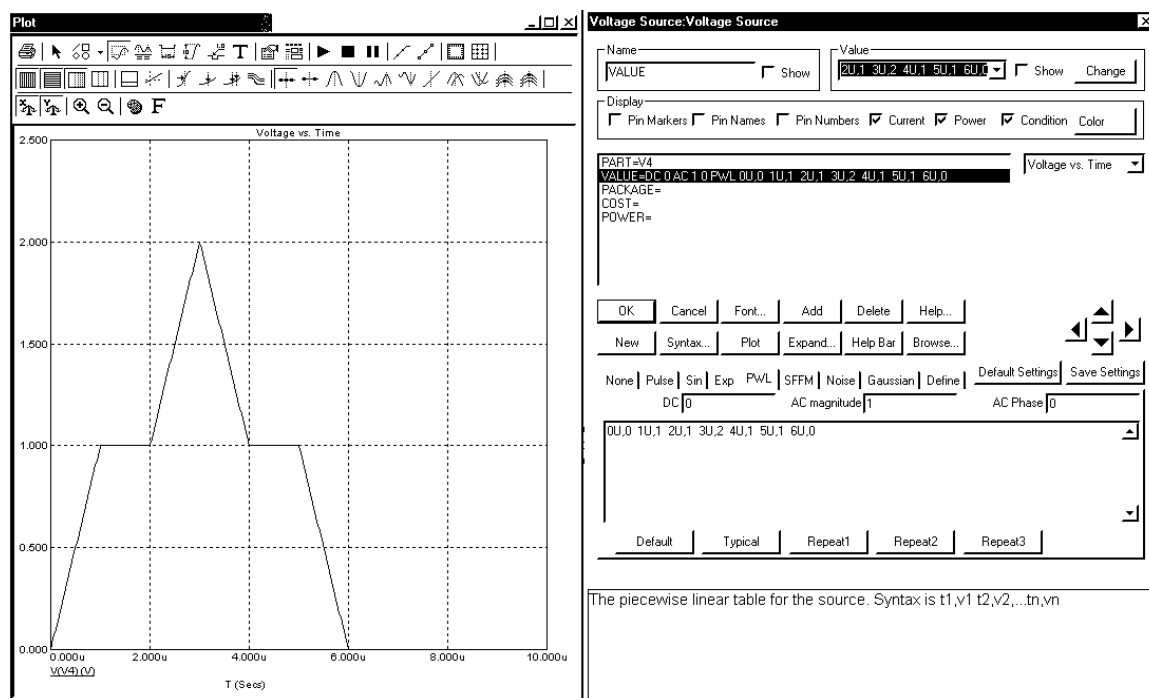 Plot
T
F
Voltage vs. Time
2.500
2.000
1.500
1.000
0.500
0.000
0.000u 2.000u 4.000u 6.000u 8.000u 10.000u
V(V4) (V)
T (Secs)
Voltage Source:Voltage Source
Name
VALUE
Show
Value
2U,1 3U,2 4U,1 5U,1 6U,0
Show
Change
Display
Pin Markers Pin Names Pin Numbers Current Power Condition Color
PART=V4
VALUE=DC 0 AC 1 0 PWL 0U,0 1U,1 2U,1 3U,2 4U,1 5U,1 6U,0
PACKAGE=
COST=
POWER=
Voltage vs. Time
OK Cancel Font... Add Delete Help...
New Syntax... Plot Expand... Help Bar Browse...
None Pulse Sin Exp PWL SFFM Noise Gaussian Define Default Settings Save Settings
DC 0 AC magnitude 1 AC Phase 0
0U,0 1U,1 2U,1 3U,2 4U,1 5U,1 6U,0
Default Typical Repeat1 Repeat2 Repeat3
The piecewise linear table for the source. Syntax is t1,v1 t2,v2,...tn,vn